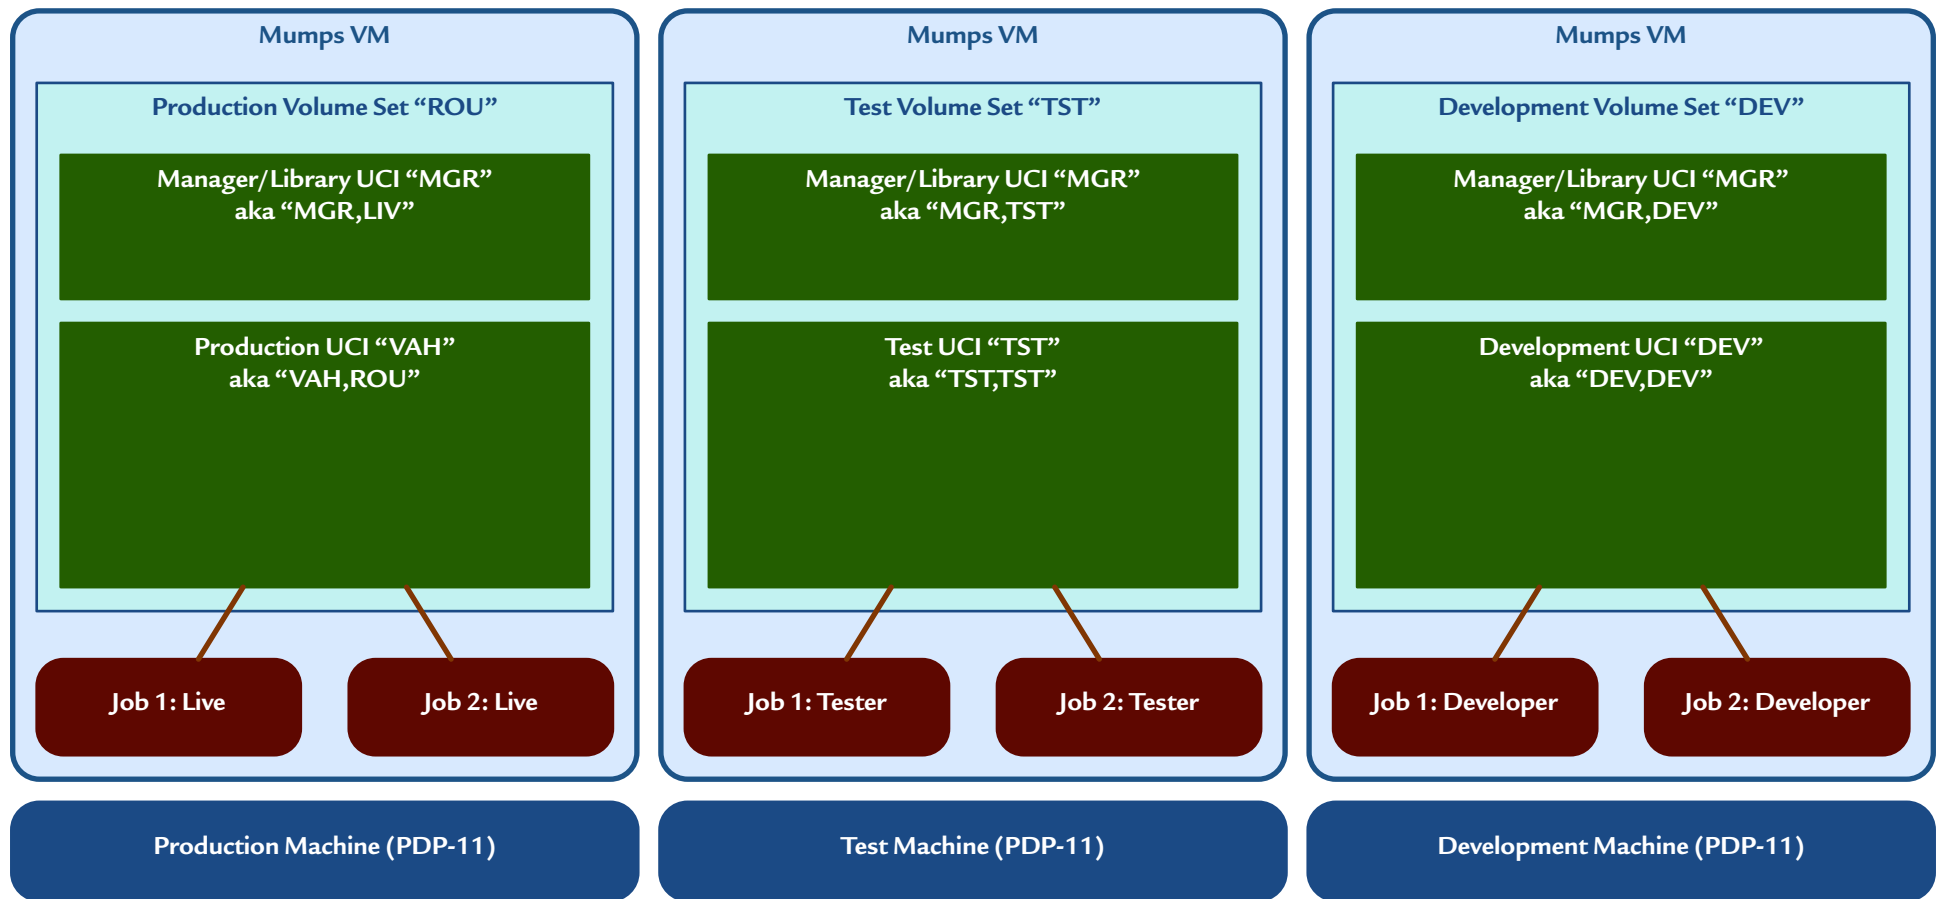 Mumps VM
Production Volume Set “ROU”
Manager/Library UCI “MGR”
aka “MGR,LIV”
Production UCI “VAH”
aka “VAH,ROU”
Job 1: Live
Job 2: Live
Production Machine (PDP-11)
Mumps VM
Test Volume Set “TST”
Manager/Library UCI “MGR”
aka “MGR,TST”
Test UCI “TST”
aka “TST,TST”
Job 1: Tester
Job 2: Tester
Test Machine (PDP-11)
Mumps VM
Development Volume Set “DEV”
Manager/Library UCI “MGR”
aka “MGR,DEV”
Development UCI “DEV”
aka “DEV,DEV”
Job 1: Developer
Job 2: Developer
Development Machine (PDP-11)